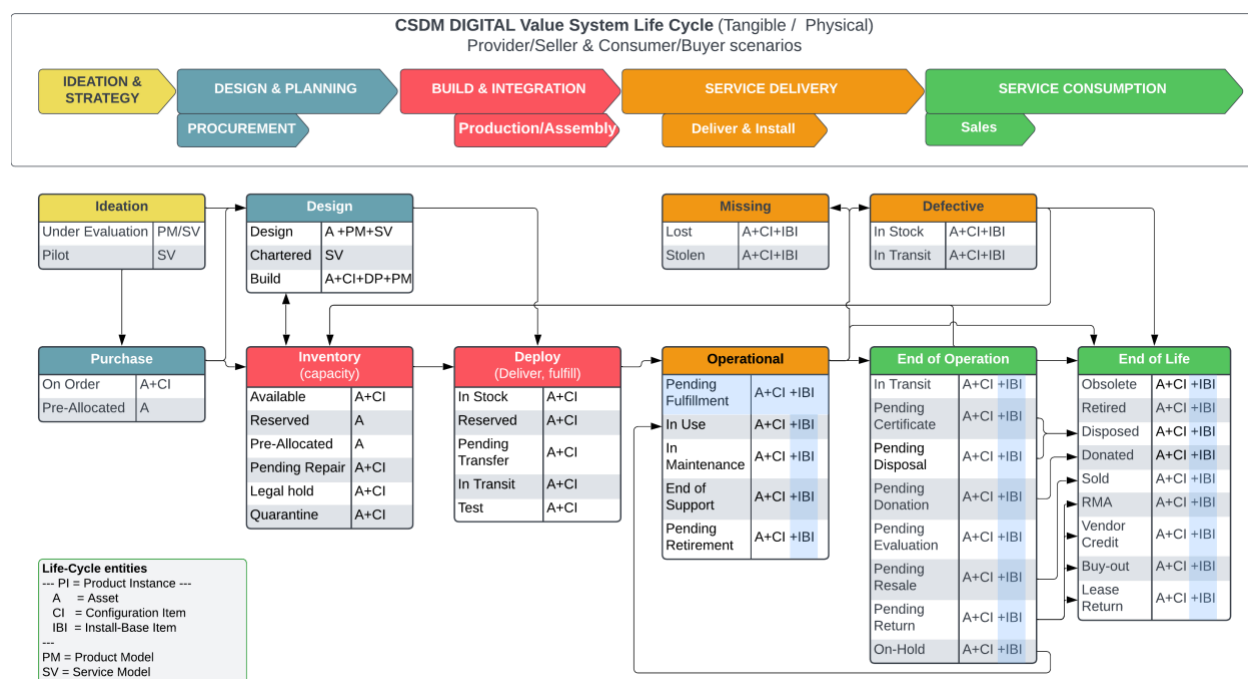 CSDM DIGITAL Value System Life Cycle (Tangible / Physical)
Provider/Seller & Consumer/Buyer scenarios
IDEATION &
STRATEGY
DESIGN & PLANNING
BUILD & INTEGRATION
SERVICE DELIVERY
SERVICE CONSUMPTION
PROCUREMENT
Production/Assembly
Deliver & Install
Sales
Ideation
Under Evaluation PM/SV
Pilot SV
Design
Design A +PM+SV
Chartered SV
Build A+CI+DP+PM
Missing
Lost A+CI+IBI
Stolen A+CI+IBI
Defective
In Stock A+CI+IBI
In Transit A+CI+IBI
Purchase
On Order A+CI
Pre-Allocated A
Inventory
(capacity)
Available A+CI
Reserved A
Pre-Allocated A
Pending Repair A+CI
Legal hold A+CI
Quarantine A+CI
Deploy
(Deliver, fulfill)
In Stock A+CI
Reserved A+CI
Pending
Transfer A+CI
In Transit A+CI
Test A+CI
Operational
Pending
Fulfillment A+CI +IBI
In Use A+CI +IBI
In
Maintenance A+CI +IBI
End of
Support A+CI +IBI
Pending
Retirement A+CI +IBI
End of Operation
In Transit A+CI +IBI
Pending
Certificate A+CI +IBI
Pending
Disposal A+CI +IBI
Pending
Donation A+CI +IBI
Pending
Evaluation A+CI +IBI
Pending
Resale A+CI +IBI
Pending
Return A+CI +IBI
On-Hold A+CI +IBI
End of Life
Obsolete A+CI +IBI
Retired A+CI +IBI
Disposed A+CI +IBI
Donated A+CI +IBI
Sold A+CI +IBI
RMA A+CI +IBI
Vendor
Credit A+CI +IBI
Buy-out A+CI +IBI
Lease
Return A+CI +IBI
Life-Cycle entities
--- PI = Product Instance ---
A = Asset
CI = Configuration Item
IBI = Install-Base Item
---
PM = Product Model
SV = Service Model